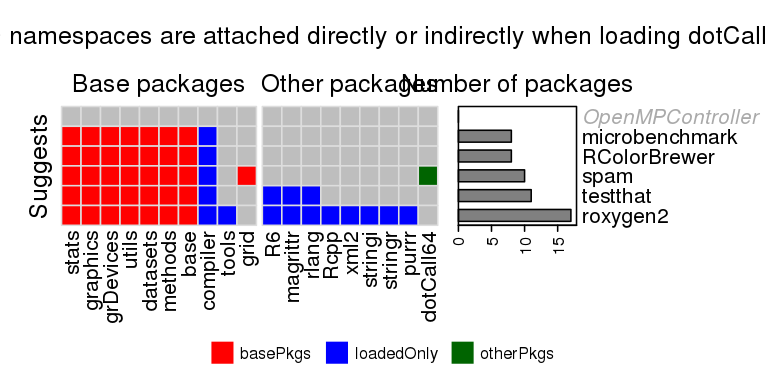 namespaces are attached directly or indirectly when loading dotCall
Base packages
Other packages
Number of packages
Suggests
OpenMPController
microbenchmark
RColorBrewer
spam
testthat
roxygen2
stats
graphics
grDevices
utils
datasets
methods
base
compiler
tools
grid
R6
magrittr
rlang
Rcpp
xml2
stringi
stringr
purrr
dotCall64
0
5
10
15
basePkgs
loadedOnly
otherPkgs